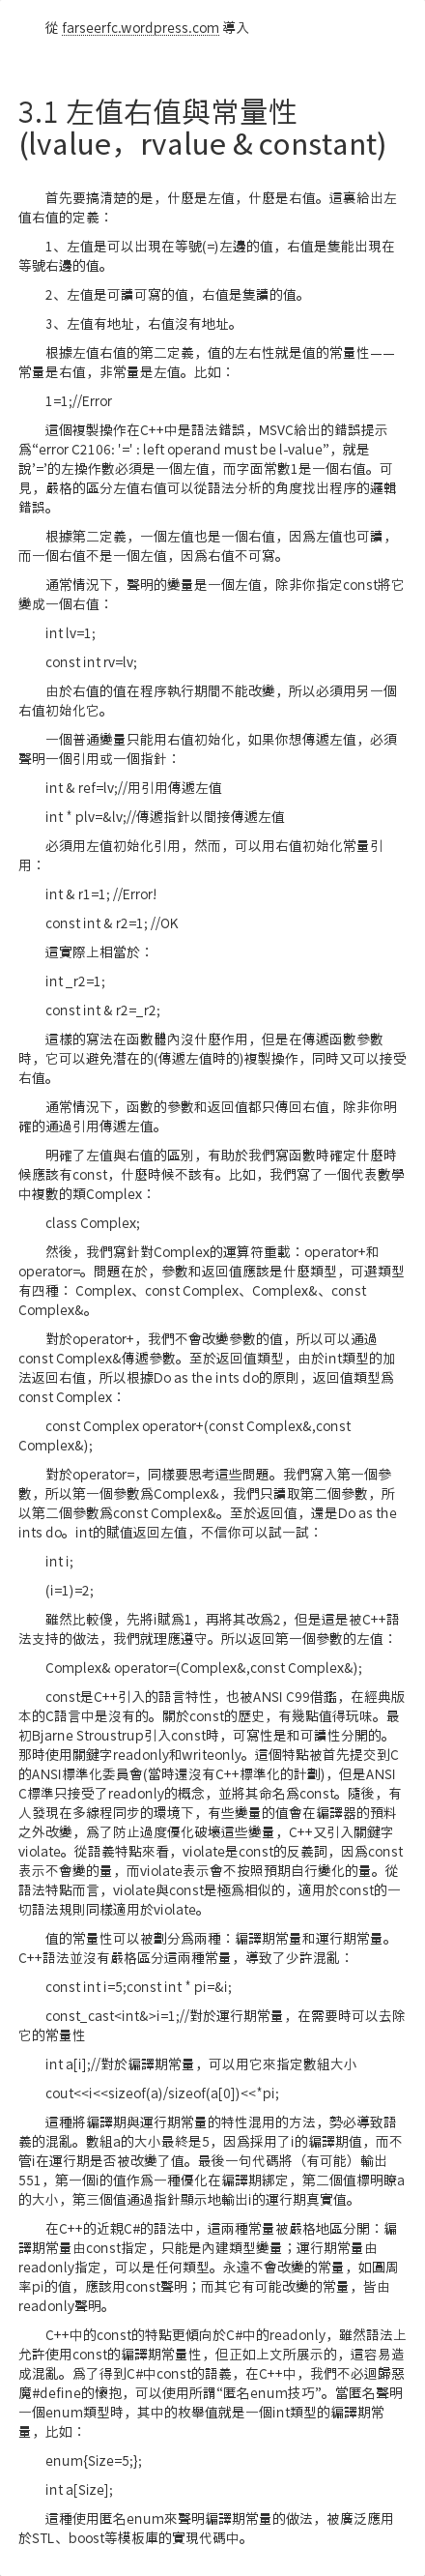 從 farseerfc.wordpress.com 導入
3.1 左值右值與常量性
(lvalue，rvalue & constant)
首先要搞清楚的是，什麼是左值，什麼是右值。這裏給出左
值右值的定義：
1、左值是可以出現在等號(=)左邊的值，右值是隻能出現在
等號右邊的值。
2、左值是可讀可寫的值，右值是隻讀的值。
3、左值有地址，右值沒有地址。
根據左值右值的第二定義，值的左右性就是值的常量性——
常量是右值，非常量是左值。比如：
1=1;//Error
這個複製操作在C++中是語法錯誤，MSVC給出的錯誤提示
爲“error C2106: '=' : left operand must be l-value”，就是
說’=’的左操作數必須是一個左值，而字面常數1是一個右值。可
見，嚴格的區分左值右值可以從語法分析的角度找出程序的邏輯
錯誤。
根據第二定義，一個左值也是一個右值，因爲左值也可讀，
而一個右值不是一個左值，因爲右值不可寫。
通常情況下，聲明的變量是一個左值，除非你指定const將它
變成一個右值：
int lv=1;
const int rv=lv;
由於右值的值在程序執行期間不能改變，所以必須用另一個
右值初始化它。
一個普通變量只能用右值初始化，如果你想傳遞左值，必須
聲明一個引用或一個指針：
int & ref=lv;//用引用傳遞左值
int * plv=&lv;//傳遞指針以間接傳遞左值
必須用左值初始化引用，然而，可以用右值初始化常量引
用：
int & r1=1; //Error!
const int & r2=1; //OK
這實際上相當於：
int _r2=1;
const int & r2=_r2;
這樣的寫法在函數體內沒什麼作用，但是在傳遞函數參數
時，它可以避免潛在的(傳遞左值時的)複製操作，同時又可以接受
右值。
通常情況下，函數的參數和返回值都只傳回右值，除非你明
確的通過引用傳遞左值。
明確了左值與右值的區別，有助於我們寫函數時確定什麼時
候應該有const，什麼時候不該有。比如，我們寫了一個代表數學
中複數的類Complex：
class Complex;
然後，我們寫針對Complex的運算符重載：operator+和
operator=。問題在於，參數和返回值應該是什麼類型，可選類型
有四種： Complex、const Complex、Complex&、const
Complex&。
對於operator+，我們不會改變參數的值，所以可以通過
const Complex&傳遞參數。至於返回值類型，由於int類型的加
法返回右值，所以根據Do as the ints do的原則，返回值類型爲
const Complex：
const Complex operator+(const Complex&,const
Complex&);
對於operator=，同樣要思考這些問題。我們寫入第一個參
數，所以第一個參數爲Complex&，我們只讀取第二個參數，所
以第二個參數爲const Complex&。至於返回值，還是Do as the
ints do。int的賦值返回左值，不信你可以試一試：
int i;
(i=1)=2;
雖然比較傻，先將i賦爲1，再將其改爲2，但是這是被C++語
法支持的做法，我們就理應遵守。所以返回第一個參數的左值：
Complex& operator=(Complex&,const Complex&);
const是C++引入的語言特性，也被ANSI C99借鑑，在經典版
本的C語言中是沒有的。關於const的歷史，有幾點值得玩味。最
初Bjarne Stroustrup引入const時，可寫性是和可讀性分開的。
那時使用關鍵字readonly和writeonly。這個特點被首先提交到C
的ANSI標準化委員會(當時還沒有C++標準化的計劃)，但是ANSI
C標準只接受了readonly的概念，並將其命名爲const。隨後，有
人發現在多線程同步的環境下，有些變量的值會在編譯器的預料
之外改變，爲了防止過度優化破壞這些變量，C++又引入關鍵字
violate。從語義特點來看，violate是const的反義詞，因爲const
表示不會變的量，而violate表示會不按照預期自行變化的量。從
語法特點而言，violate與const是極爲相似的，適用於const的一
切語法規則同樣適用於violate。
值的常量性可以被劃分爲兩種：編譯期常量和運行期常量。
C++語法並沒有嚴格區分這兩種常量，導致了少許混亂：
const int i=5;const int * pi=&i;
const_cast<int&>i=1;//對於運行期常量，在需要時可以去除
它的常量性
int a[i];//對於編譯期常量，可以用它來指定數組大小
cout<<i<<sizeof(a)/sizeof(a[0])<<*pi;
這種將編譯期與運行期常量的特性混用的方法，勢必導致語
義的混亂。數組a的大小最終是5，因爲採用了i的編譯期值，而不
管i在運行期是否被改變了值。最後一句代碼將（有可能）輸出
551，第一個i的值作爲一種優化在編譯期綁定，第二個值標明瞭a
的大小，第三個值通過指針顯示地輸出i的運行期真實值。
在C++的近親C#的語法中，這兩種常量被嚴格地區分開：編
譯期常量由const指定，只能是內建類型變量；運行期常量由
readonly指定，可以是任何類型。永遠不會改變的常量，如圓周
率pi的值，應該用const聲明；而其它有可能改變的常量，皆由
readonly聲明。
C++中的const的特點更傾向於C#中的readonly，雖然語法上
允許使用const的編譯期常量性，但正如上文所展示的，這容易造
成混亂。爲了得到C#中const的語義，在C++中，我們不必迴歸惡
魔#define的懷抱，可以使用所謂“匿名enum技巧”。當匿名聲明
一個enum類型時，其中的枚舉值就是一個int類型的編譯期常
量，比如：
enum{Size=5;};
int a[Size];
這種使用匿名enum來聲明編譯期常量的做法，被廣泛應用
於STL、boost等模板庫的實現代碼中。